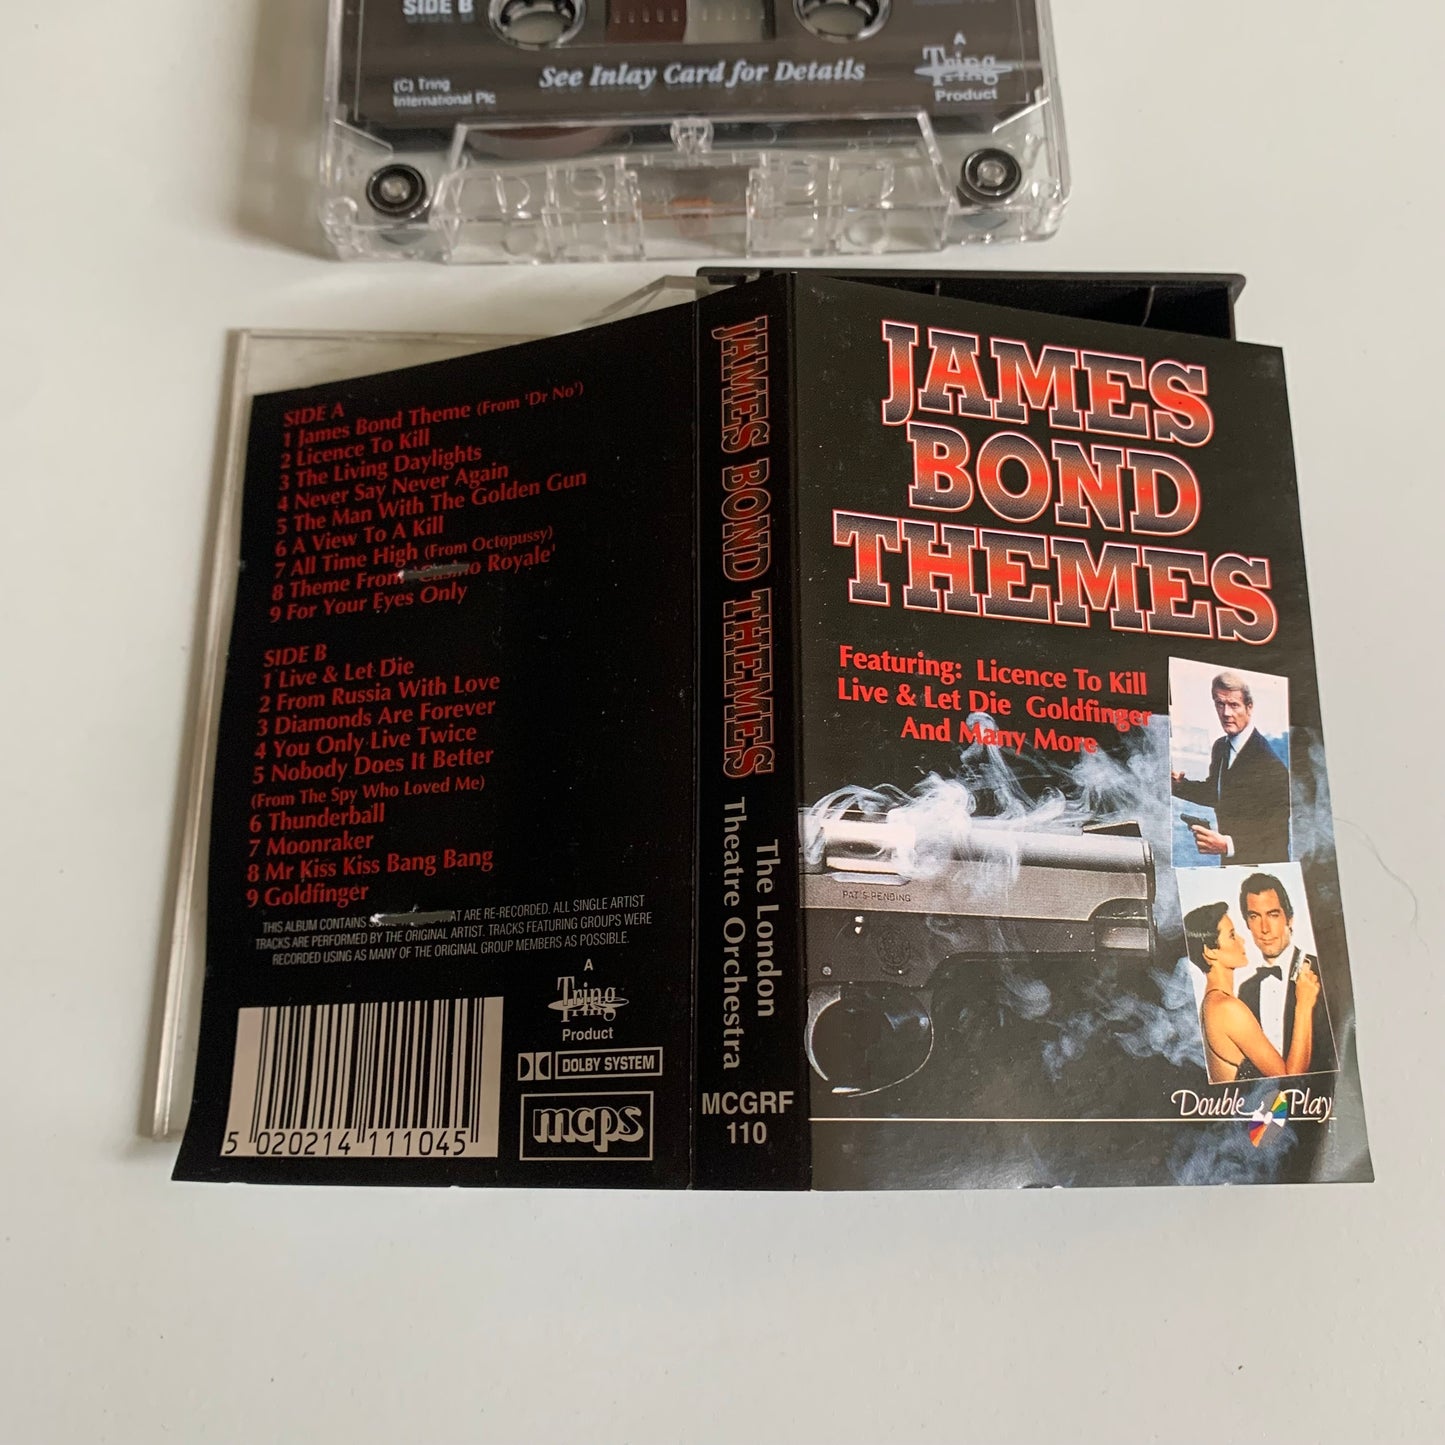 SIDE B
(C) Tring
International Plc
See Inlay Card for Details
A
Tring
Product
SIDE A
1 James Bond Theme (From 'Dr No')
2 Licence To Kill
3 The Living Daylights
4 Never Say Never Again
5 The Man With The Golden Gun
6 A View To A Kill
7 All Time High (From Octopussy)
8 Theme From 'Casino Royale'
9 For Your Eyes Only
SIDE B
1 Live & Let Die
2 From Russia With Love
3 Diamonds Are Forever
4 You Only Live Twice
5 Nobody Does It Better
(From The Spy Who Loved Me)
6 Thunderball
7 Moonraker
8 Mr Kiss Kiss Bang Bang
9 Goldfinger
THIS ALBUM CONTAINS ARE RE-RECORDED. ALL SINGLE ARTIST
TRACKS ARE PERFORMED BY THE ORIGINAL ARTIST. TRACKS FEATURING GROUPS WERE
RECORDED USING AS MANY OF THE ORIGINAL GROUP MEMBERS AS POSSIBLE.
A
Tring
Product
DOLBY SYSTEM
mcps
5 020214 111045
JAMES BOND THEMES
The London
Theatre Orchestra
MCGRF
110
JAMES
BOND
THEMES
Featuring: Licence To Kill
Live & Let Die Goldfinger
And Many More
PAT'S PENDING
Double Play